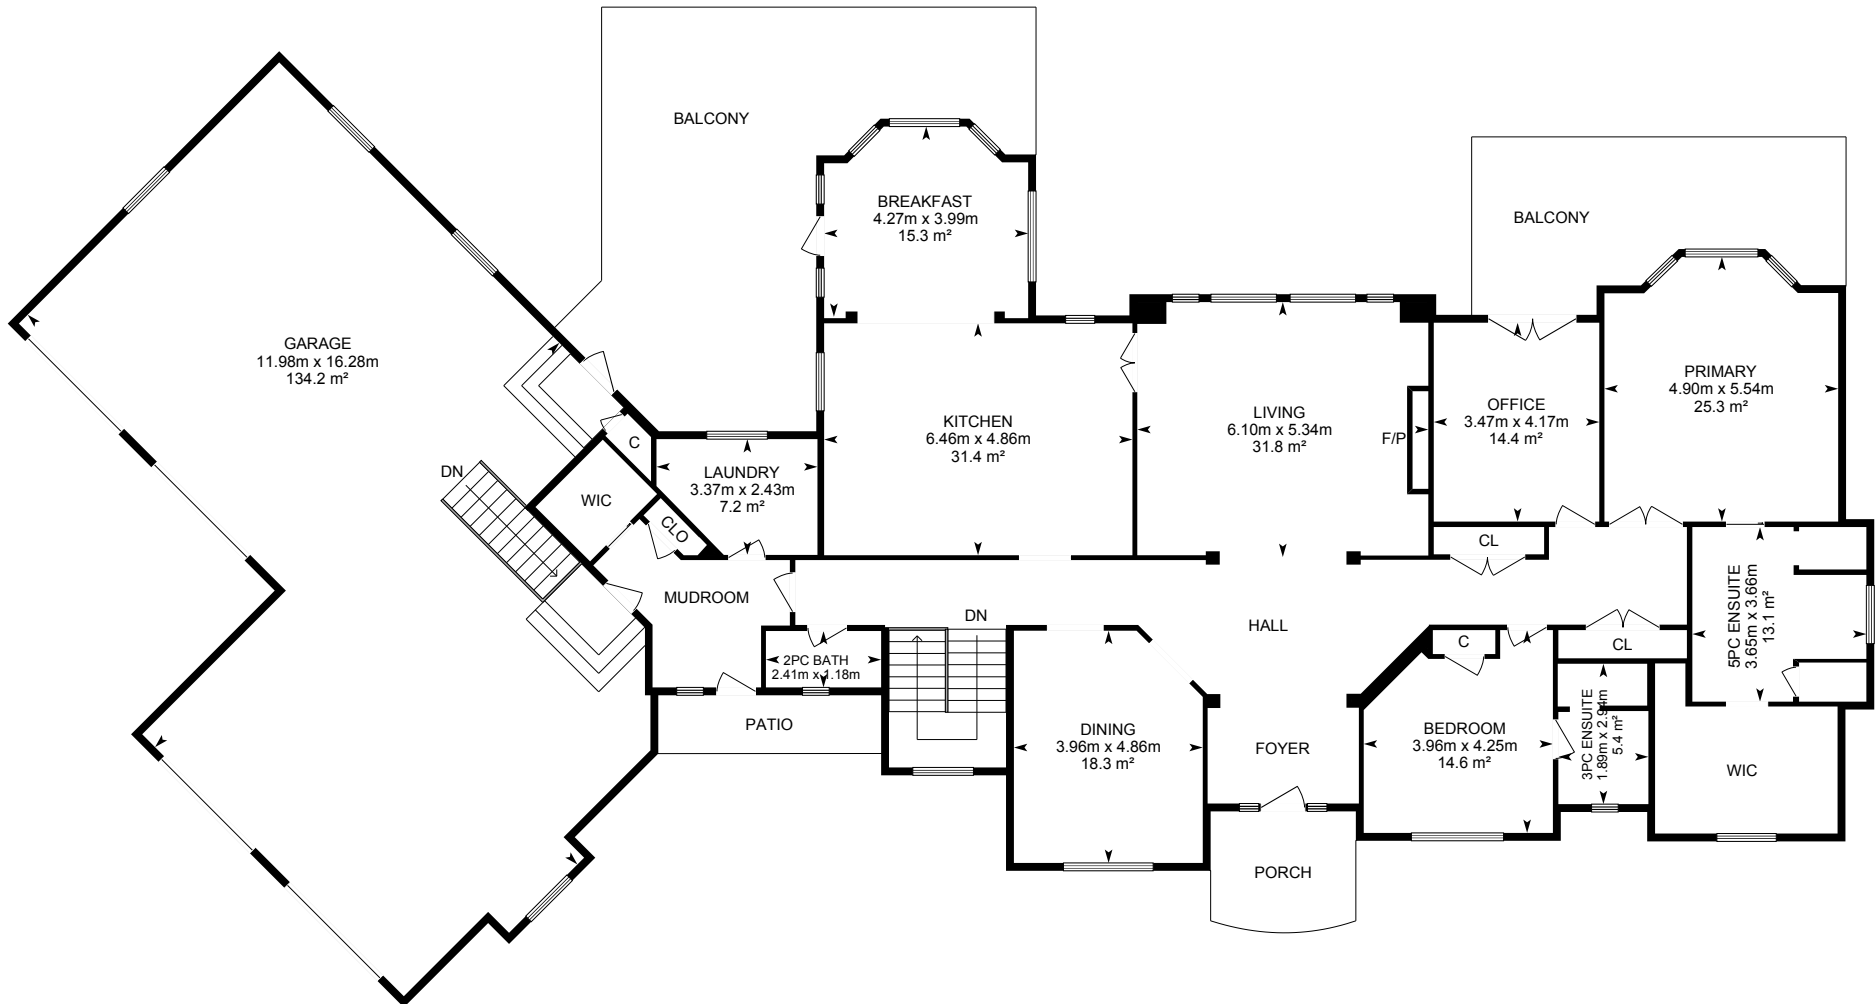 BALCONY
BREAKFAST
4.27m x 3.99m
15.3 m²
BALCONY
GARAGE
11.98m x 16.28m
134.2 m²
KITCHEN
6.46m x 4.86m
31.4 m²
LIVING
6.10m x 5.34m
31.8 m²
F/P
OFFICE
3.47m x 4.17m
14.4 m²
PRIMARY
4.90m x 5.54m
25.3 m²
C
LAUNDRY
3.37m x 2.43m
7.2 m²
DN
WIC
CLO
CL
MUDROOM
DN
HALL
C
CL
5PC ENSUITE
3.65m x 3.66m
13.1 m²
2PC BATH
2.41m x 1.18m
PATIO
DINING
3.96m x 4.86m
18.3 m²
FOYER
BEDROOM
3.96m x 4.25m
14.6 m²
3PC ENSUITE
1.89m x 2.94m
5.4 m²
WIC
PORCH